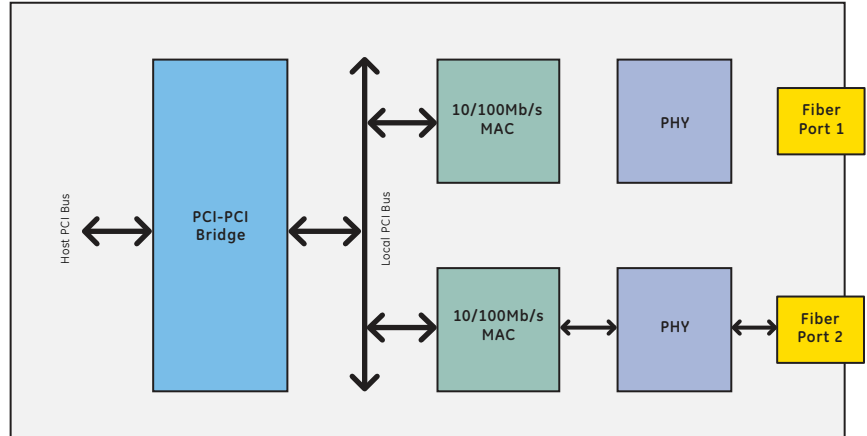 Host PCI Bus
PCI-PCI
Bridge
Local PCI Bus
10/100Mb/s
MAC
PHY
Fiber
Port 1
10/100Mb/s
MAC
PHY
Fiber
Port 2